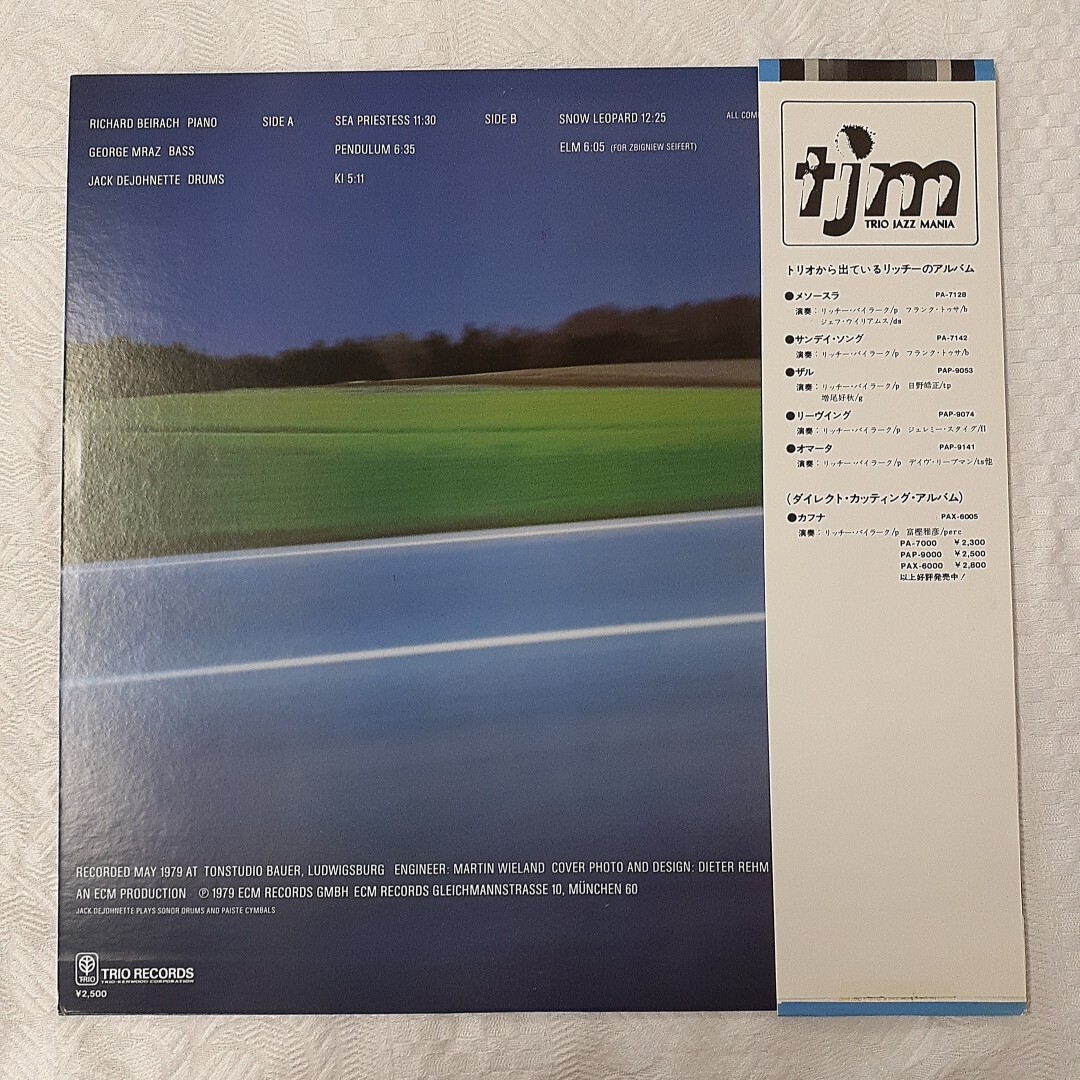 RICHARD BEIRACH PIANO
GEORGE MRAZ BASS
JACK DEJOHNETTE DRUMS
SIDE A
SEA PRIESTESS 11:30
PENDULUM 6:35
KI 5:11
SIDE B
SNOW LEOPARD 12:25
ELM 6:05 (FOR ZBIGNIEW SEIFERT)
ALL COM
tjm
TRIO JAZZ MANIA
トリオから出ているリッチーのアルバム
●メソースラ PA-7128
演奏：リッチー・バイラーク/p フランク・トゥサ/b
ジェフ・ウイリアムス/ds
●サンデイ・ソング PA-7142
演奏：リッチー・バイラーク/p フランク・トゥサ/b
●ザル PAP-9053
演奏：リッチー・バイラーク/p 日野皓正/tp
増尾好秋/g
●リーヴイング PAP-9074
演奏：リッチー・バイラーク/p ジェレミー・スタイグ/fl
●オマータ PAP-9141
演奏：リッチー・バイラーク/p デイヴ・リーブマン/ts他
(ダイレクト・カッティング・アルバム)
●カフナ PAX-6005
演奏：リッチー・バイラーク/p 富樫雅彦/perc
PA-7000 ￥2,300
PAP-9000 ￥2,500
PAX-6000 ￥2,800
以上好評発売中！
RECORDED MAY 1979 AT TONSTUDIO BAUER, LUDWIGSBURG ENGINEER: MARTIN WIELAND COVER PHOTO AND DESIGN: DIETER REHM
AN ECM PRODUCTION ℗ 1979 ECM RECORDS GMBH ECM RECORDS GLEICHMANNSTRASSE 10, MÜNCHEN 60
JACK DEJOHNETTE PLAYS SONOR DRUMS AND PAISTE CYMBALS
TRIO
TRIO RECORDS
TRIO-KENWOOD CORPORATION
¥2,500